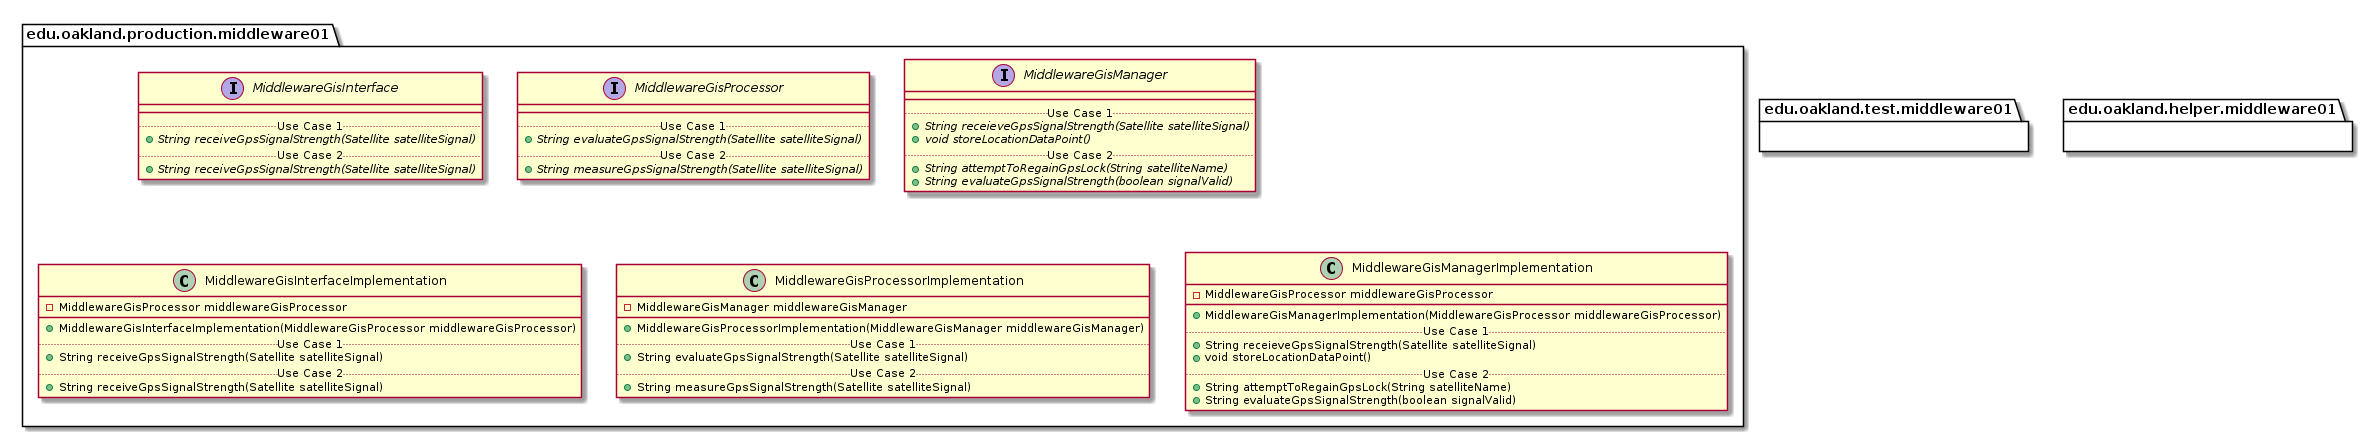 edu.oakland.production.middleware01
I MiddlewareGisInterface
Use Case 1
String receiveGpsSignalStrength(Satellite satelliteSignal)
Use Case 2
String receiveGpsSignalStrength(Satellite satelliteSignal)
I MiddlewareGisProcessor
Use Case 1
String evaluateGpsSignalStrength(Satellite satelliteSignal)
Use Case 2
String measureGpsSignalStrength(Satellite satelliteSignal)
I MiddlewareGisManager
Use Case 1
String receieveGpsSignalStrength(Satellite satelliteSignal)
void storeLocationDataPoint()
Use Case 2
String attemptToRegainGpsLock(String satelliteName)
String evaluateGpsSignalStrength(boolean signalValid)
C MiddlewareGisInterfaceImplementation
MiddlewareGisProcessor middlewareGisProcessor
MiddlewareGisInterfaceImplementation(MiddlewareGisProcessor middlewareGisProcessor)
Use Case 1
String receiveGpsSignalStrength(Satellite satelliteSignal)
Use Case 2
String receiveGpsSignalStrength(Satellite satelliteSignal)
C MiddlewareGisProcessorImplementation
MiddlewareGisManager middlewareGisManager
MiddlewareGisProcessorImplementation(MiddlewareGisManager middlewareGisManager)
Use Case 1
String evaluateGpsSignalStrength(Satellite satelliteSignal)
Use Case 2
String measureGpsSignalStrength(Satellite satelliteSignal)
C MiddlewareGisManagerImplementation
MiddlewareGisProcessor middlewareGisProcessor
MiddlewareGisManagerImplementation(MiddlewareGisProcessor middlewareGisProcessor)
Use Case 1
String receieveGpsSignalStrength(Satellite satelliteSignal)
void storeLocationDataPoint()
Use Case 2
String attemptToRegainGpsLock(String satelliteName)
String evaluateGpsSignalStrength(boolean signalValid)
edu.oakland.test.middleware01
edu.oakland.helper.middleware01